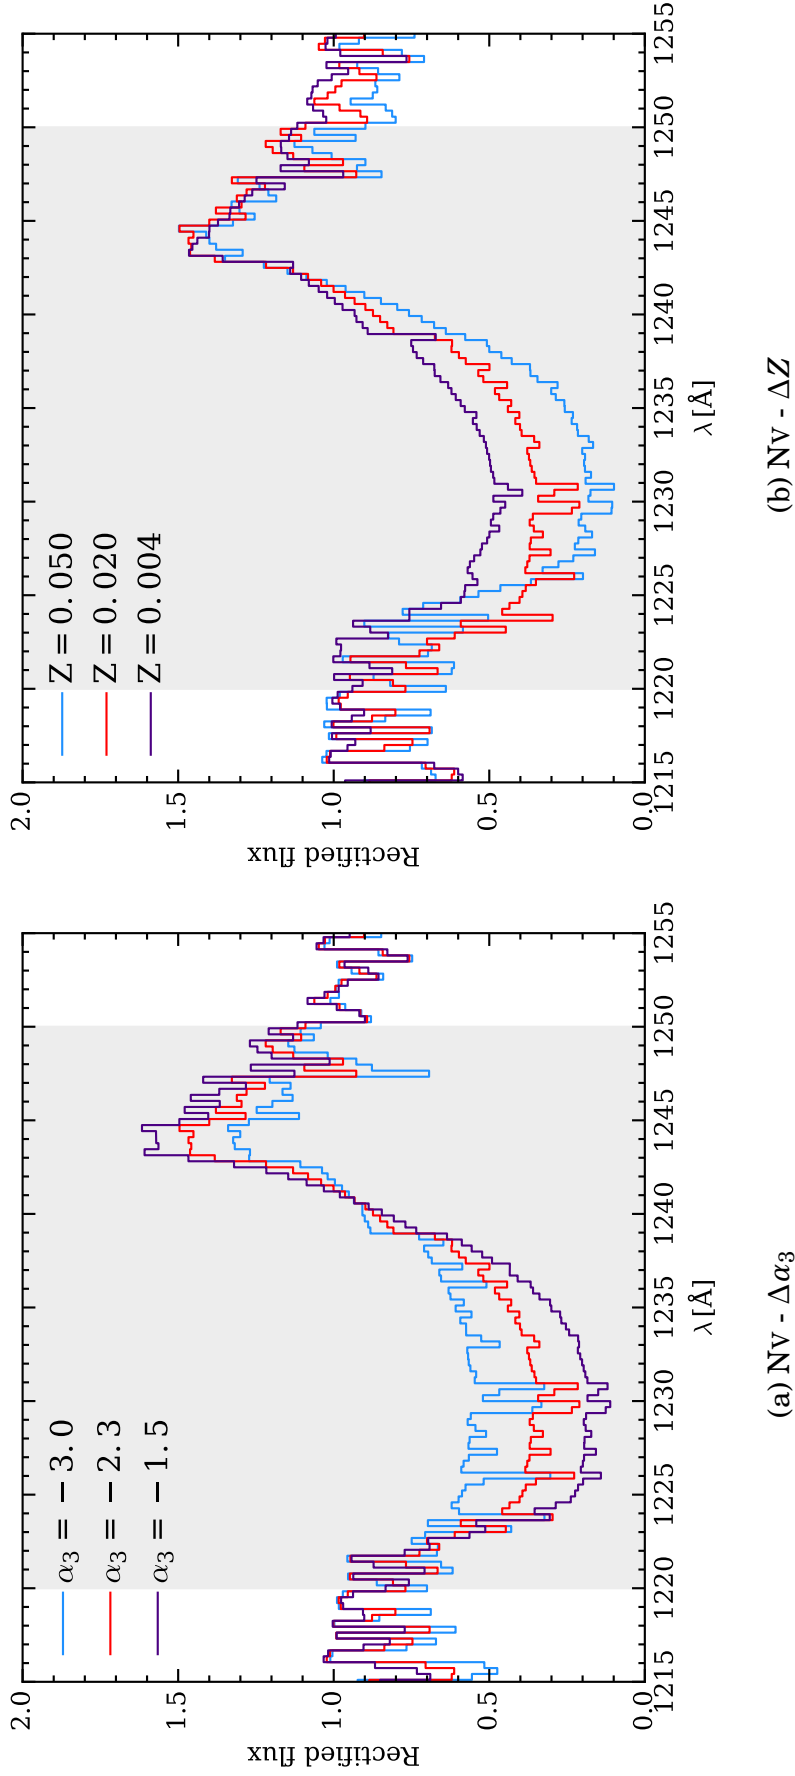 2.0
1.5
1.0
0.5
0.0
Rectified flux
α₃ = −3.0
α₃ = −2.3
α₃ = −1.5
1215 1220 1225 1230 1235 1240 1245 1250 1255
λ[Å]
(a) Nv - Δα₃
2.0
1.5
1.0
0.5
0.0
Rectified flux
Z = 0.050
Z = 0.020
Z = 0.004
1215 1220 1225 1230 1235 1240 1245 1250 1255
λ[Å]
(b) Nv - ΔZ